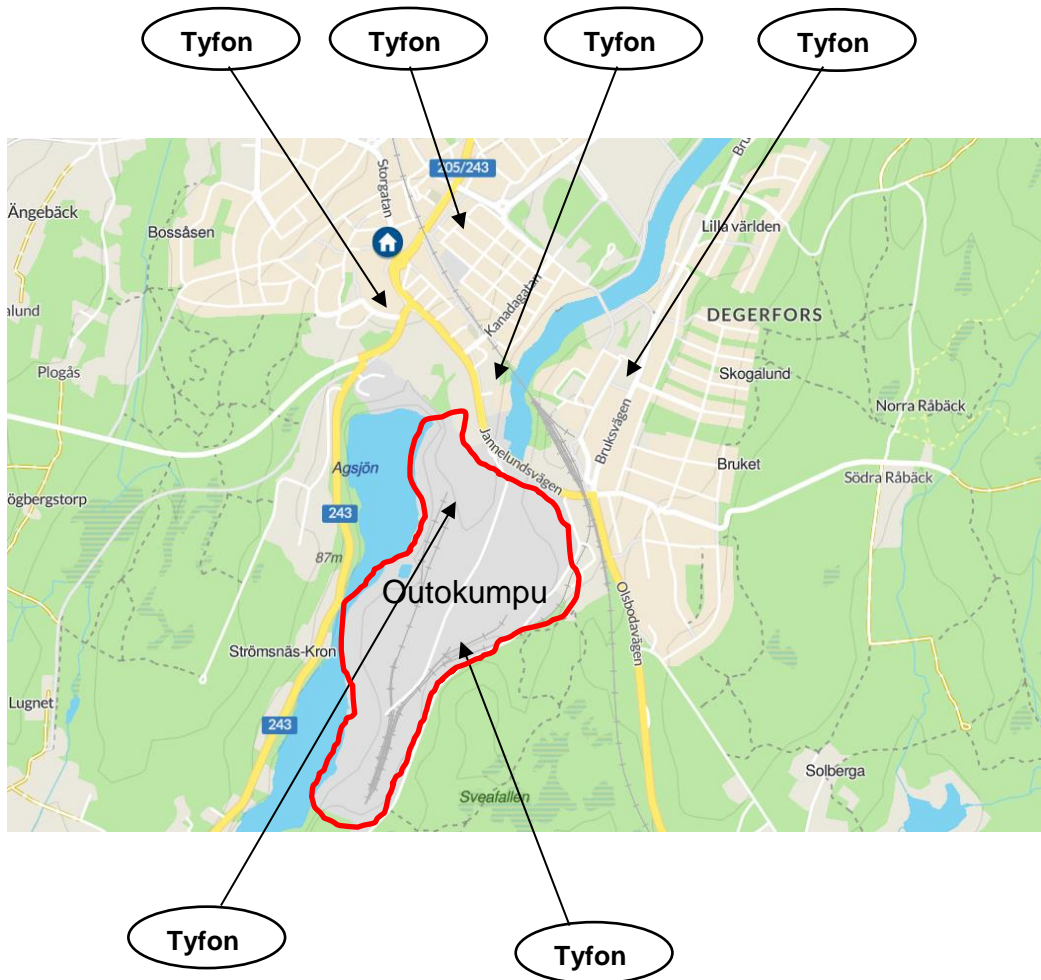 Tyfon
Tyfon
Tyfon
Tyfon
205/243
Storgatan
Ängebäck
Bossåsen
Lilla världen
alund
Kanadagatan
DEGERFORS
Plogås
Skogalund
Norra Råbäck
Jannelundsvägen
Bruksvägen
Bruket
Agsjön
Södra Råbäck
ögbergstorp
243
87m
Outokumpu
Olsbodavägen
Strömsnäs-Kron
Lugnet
243
Solberga
Sveafallen
Tyfon
Tyfon